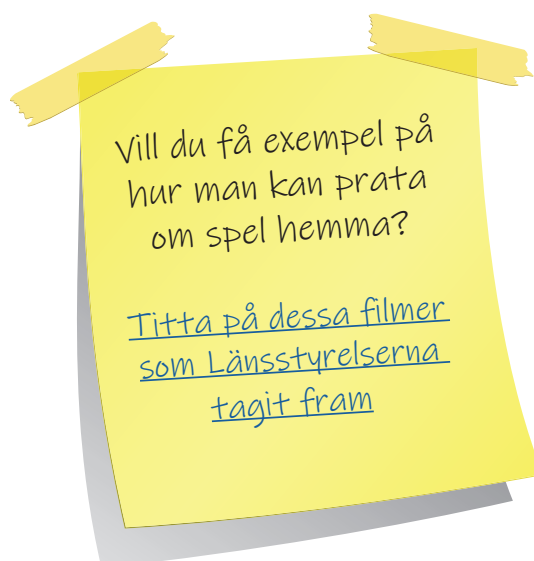 Vill du få exempel på
hur man kan prata
om spel hemma?
Titta på dessa filmer
som Länsstyrelserna
tagit fram